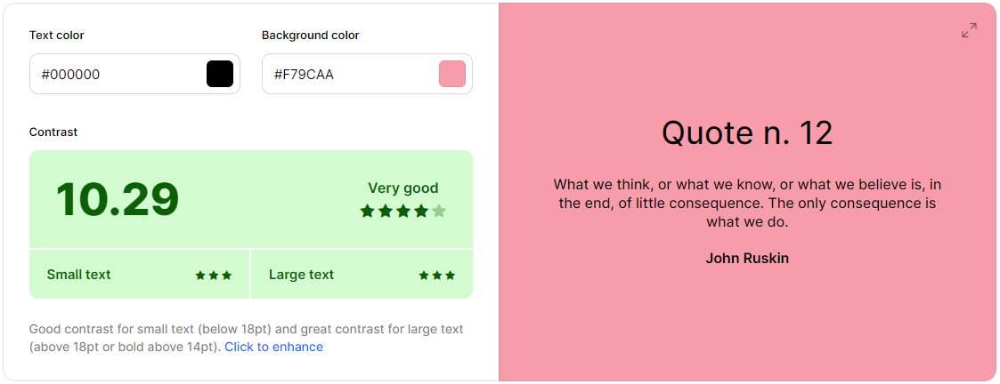 Text color
Background color
#000000
#F79CAA
Contrast
10.29
Very good
Small text
Large text
Good contrast for small text (below 18pt) and great contrast for large text
(above 18pt or bold above 14pt). Click to enhance
Quote n. 12
What we think, or what we know, or what we believe is, in
the end, of little consequence. The only consequence is
what we do.
John Ruskin